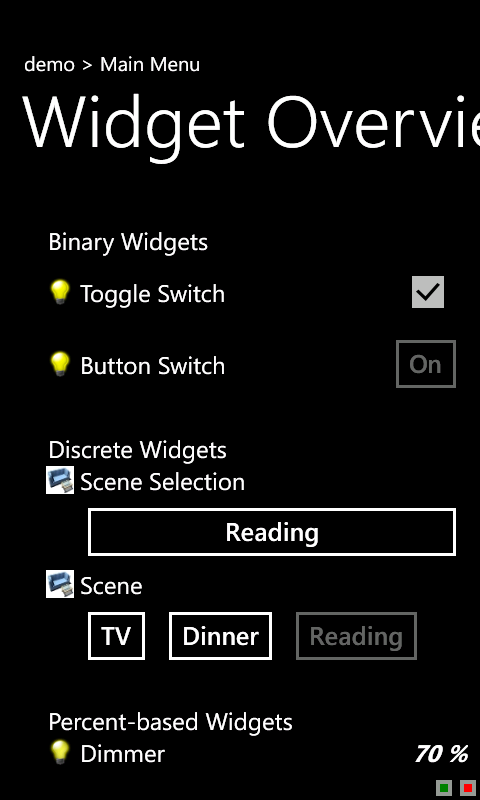 demo > Main Menu
Widget Overvie
Binary Widgets
Toggle Switch
Button Switch On
Discrete Widgets
Scene Selection
Reading
Scene
TV Dinner Reading
Percent-based Widgets
Dimmer 70 %